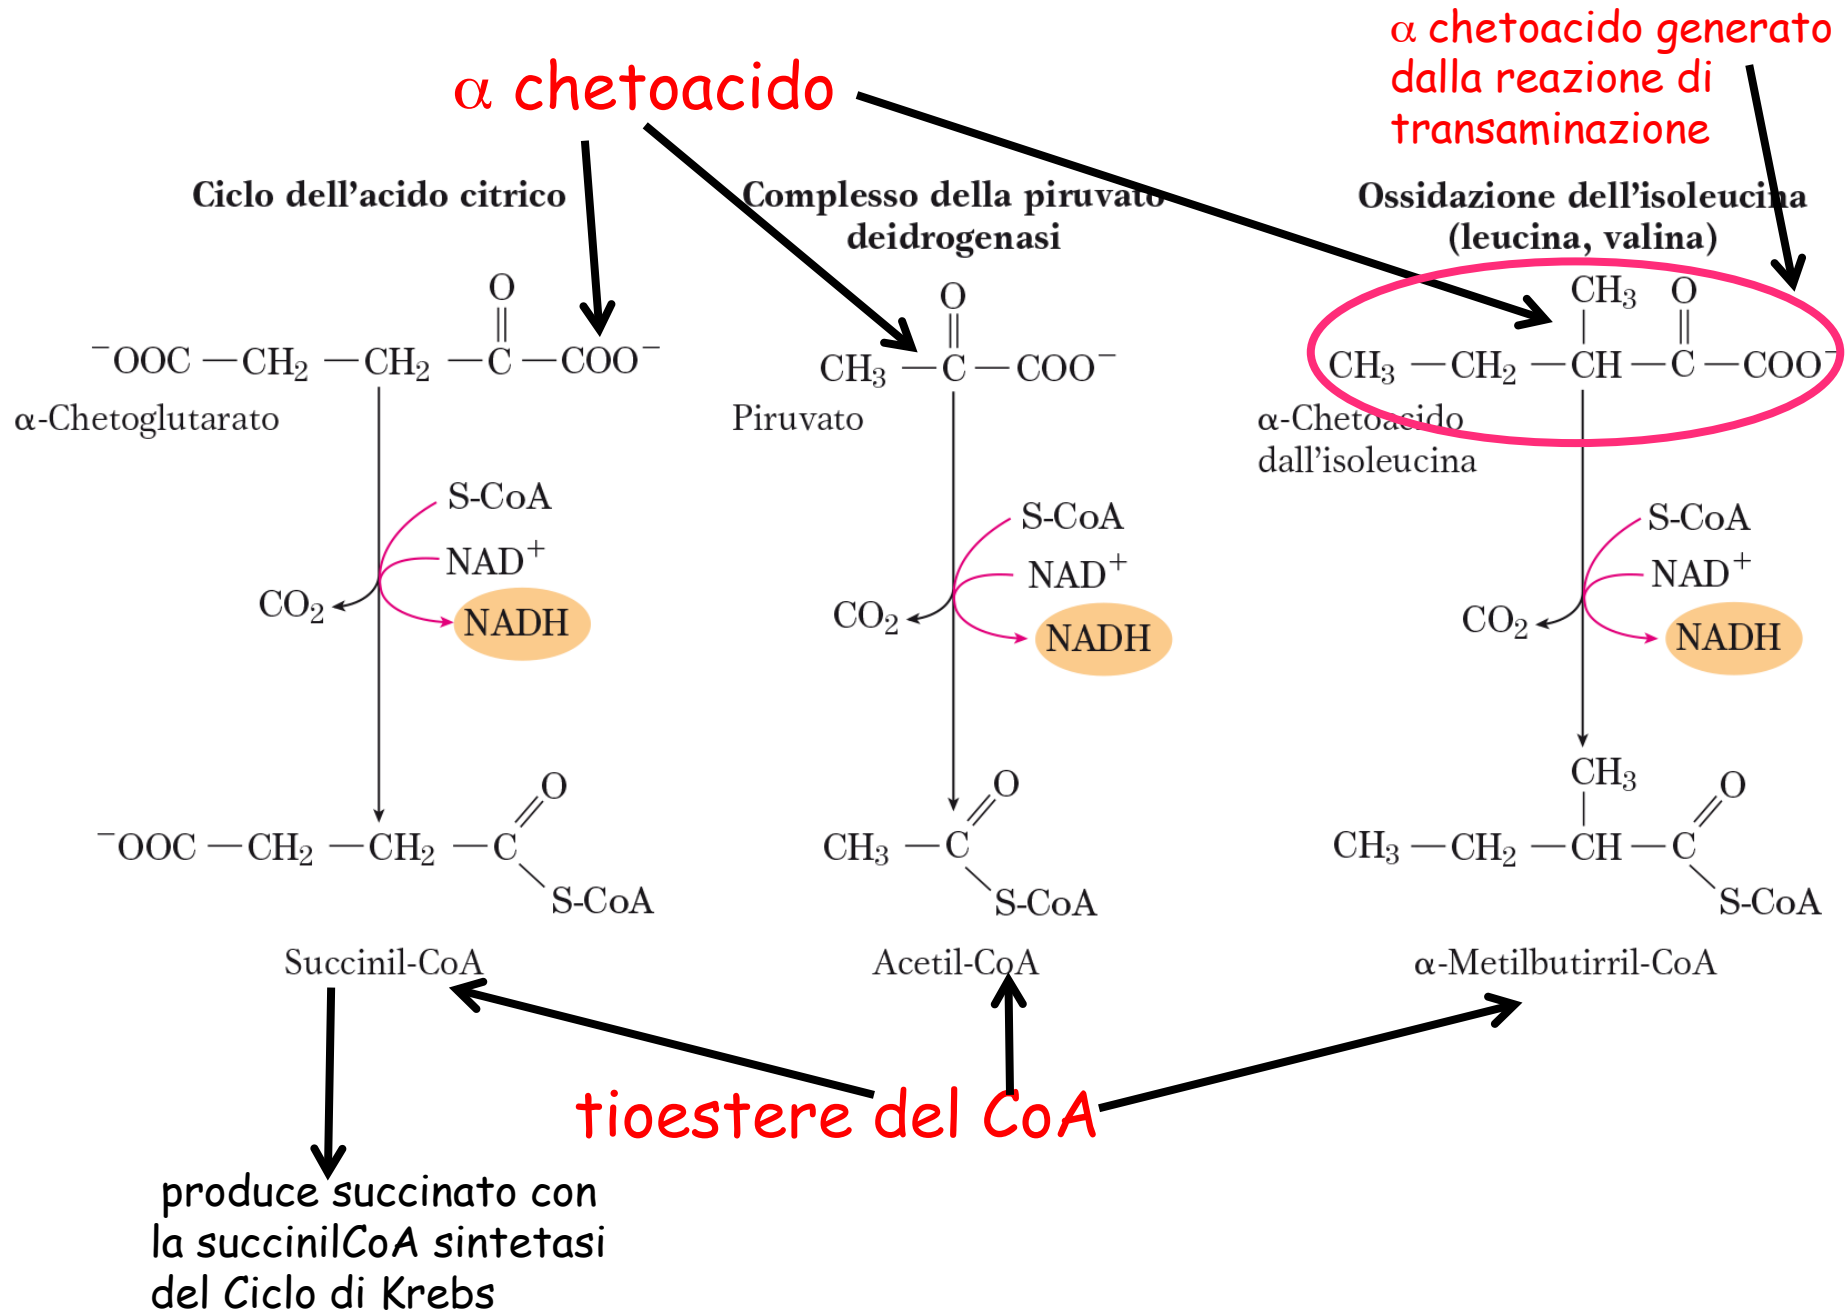 α chetoacido generato
dalla reazione di
transaminazione
α chetoacido
Ciclo dell'acido citrico
Complesso della piruvato
deidrogenasi
Ossidazione dell'isoleucina
(leucina, valina)
O
⁻OOC—CH₂—CH₂—C—COO⁻
α-Chetoglutarato
S-CoA
NAD⁺
CO₂
NADH
O
⁻OOC—CH₂—CH₂—C
S-CoA
Succinil-CoA
O
CH₃—C—COO⁻
Piruvato
S-CoA
NAD⁺
CO₂
NADH
O
CH₃—C
S-CoA
Acetil-CoA
CH₃ O
CH₃—CH₂—CH—C—COO⁻
α-Chetoacido
dall'isoleucina
S-CoA
NAD⁺
CO₂
NADH
CH₃ O
CH₃—CH₂—CH—C
S-CoA
α-Metilbutirril-CoA
tioestere del CoA
produce succinato con
la succinilCoA sintetasi
del Ciclo di Krebs